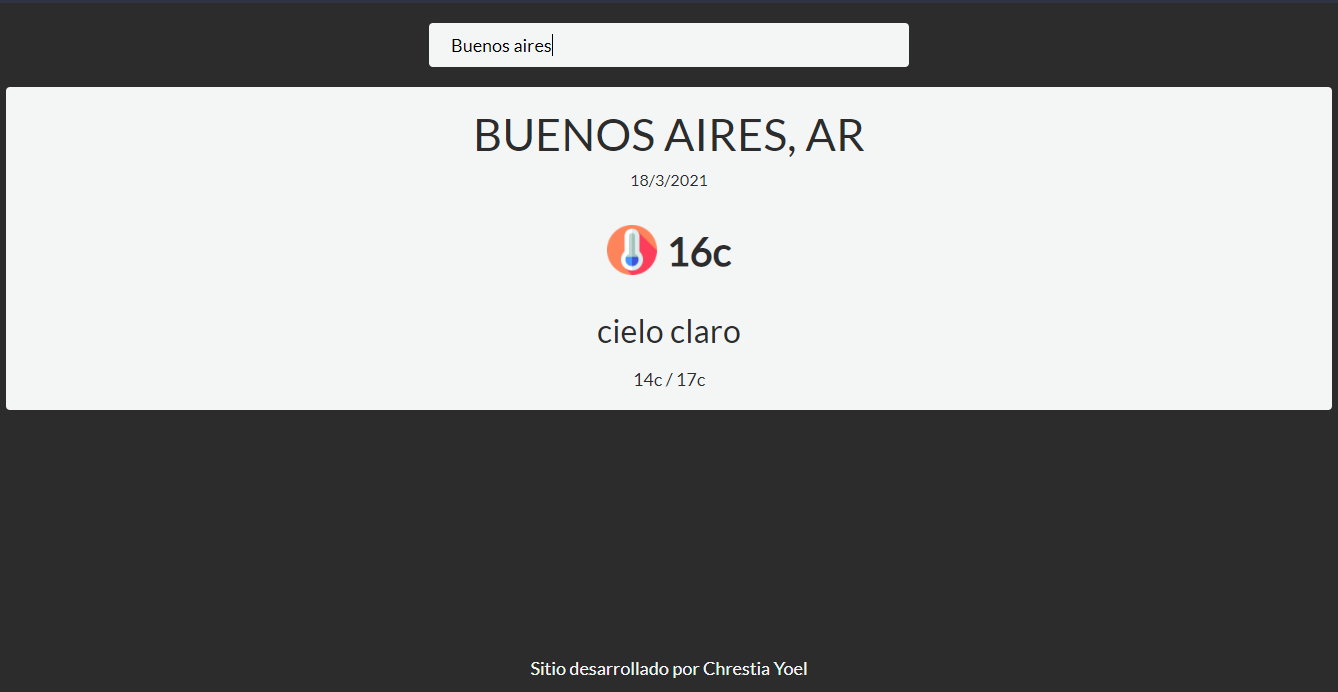 Buenos aires
BUENOS AIRES, AR
18/3/2021
16c
cielo claro
14c / 17c
Sitio desarrollado por Chrestia Yoel